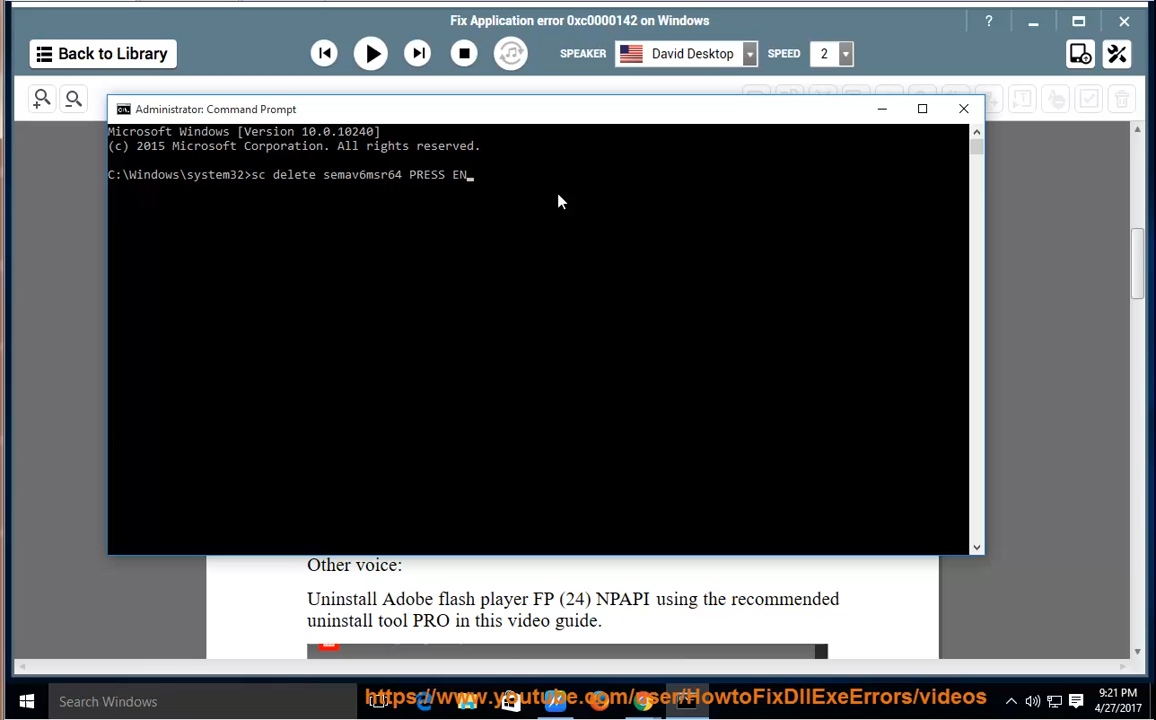 Fix Application error 0xc0000142 on Windows
?
Back to Library
SPEAKER
David Desktop
SPEED
2
Administrator: Command Prompt
Microsoft Windows [Version 10.0.10240]
(c) 2015 Microsoft Corporation. All rights reserved.
C:\Windows\system32>sc delete semav6msr64 PRESS EN_
Other voice:
Uninstall Adobe flash player FP (24) NPAPI using the recommended
uninstall tool PRO in this video guide.
Search Windows
https://www.youtube.com/user/HowtoFixDllExeErrors/videos
9:21 PM
4/27/2017